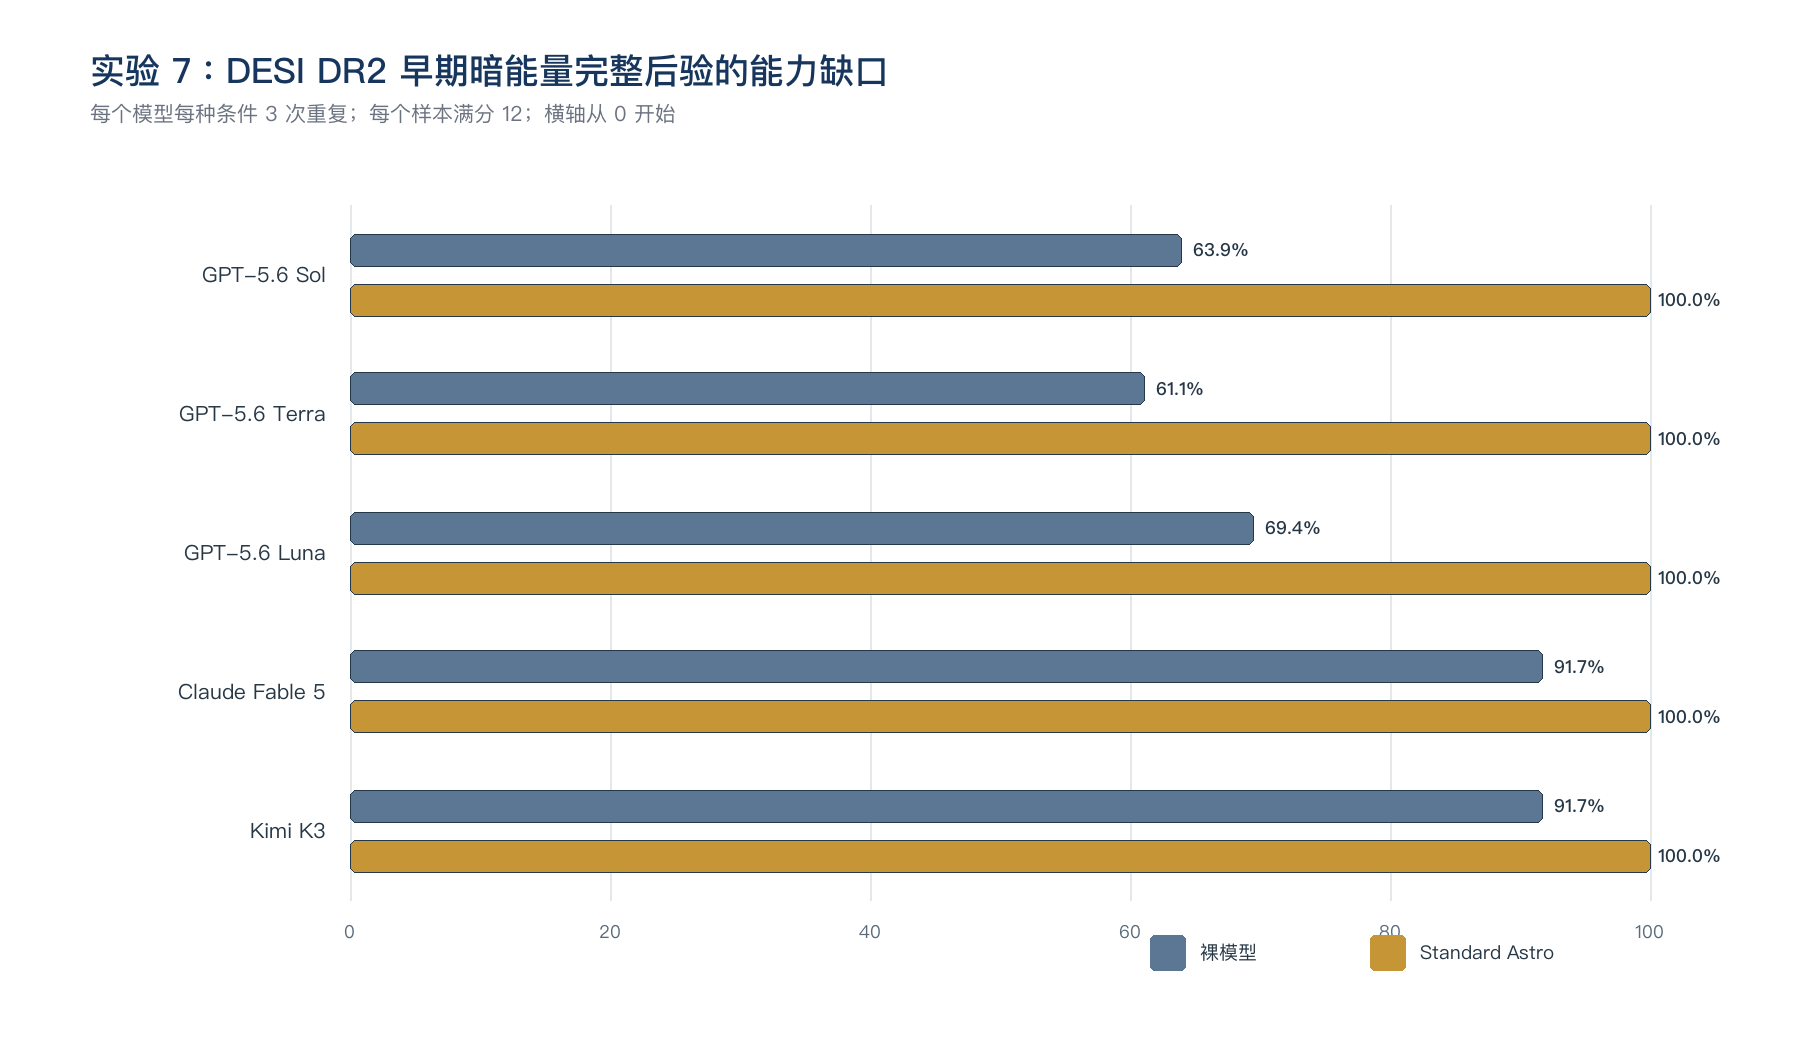 实验 7：DESI DR2 早期暗能量完整后验的能力缺口
每个模型每种条件 3 次重复；每个样本满分 12；横轴从 0 开始
63.9%
GPT–5.6 Sol
100.0%
61.1%
GPT–5.6 Terra
100.0%
69.4%
GPT–5.6 Luna
100.0%
91.7%
Claude Fable 5
100.0%
91.7%
Kimi K3
100.0%
0 20 40 60 80 100
裸模型 Standard Astro